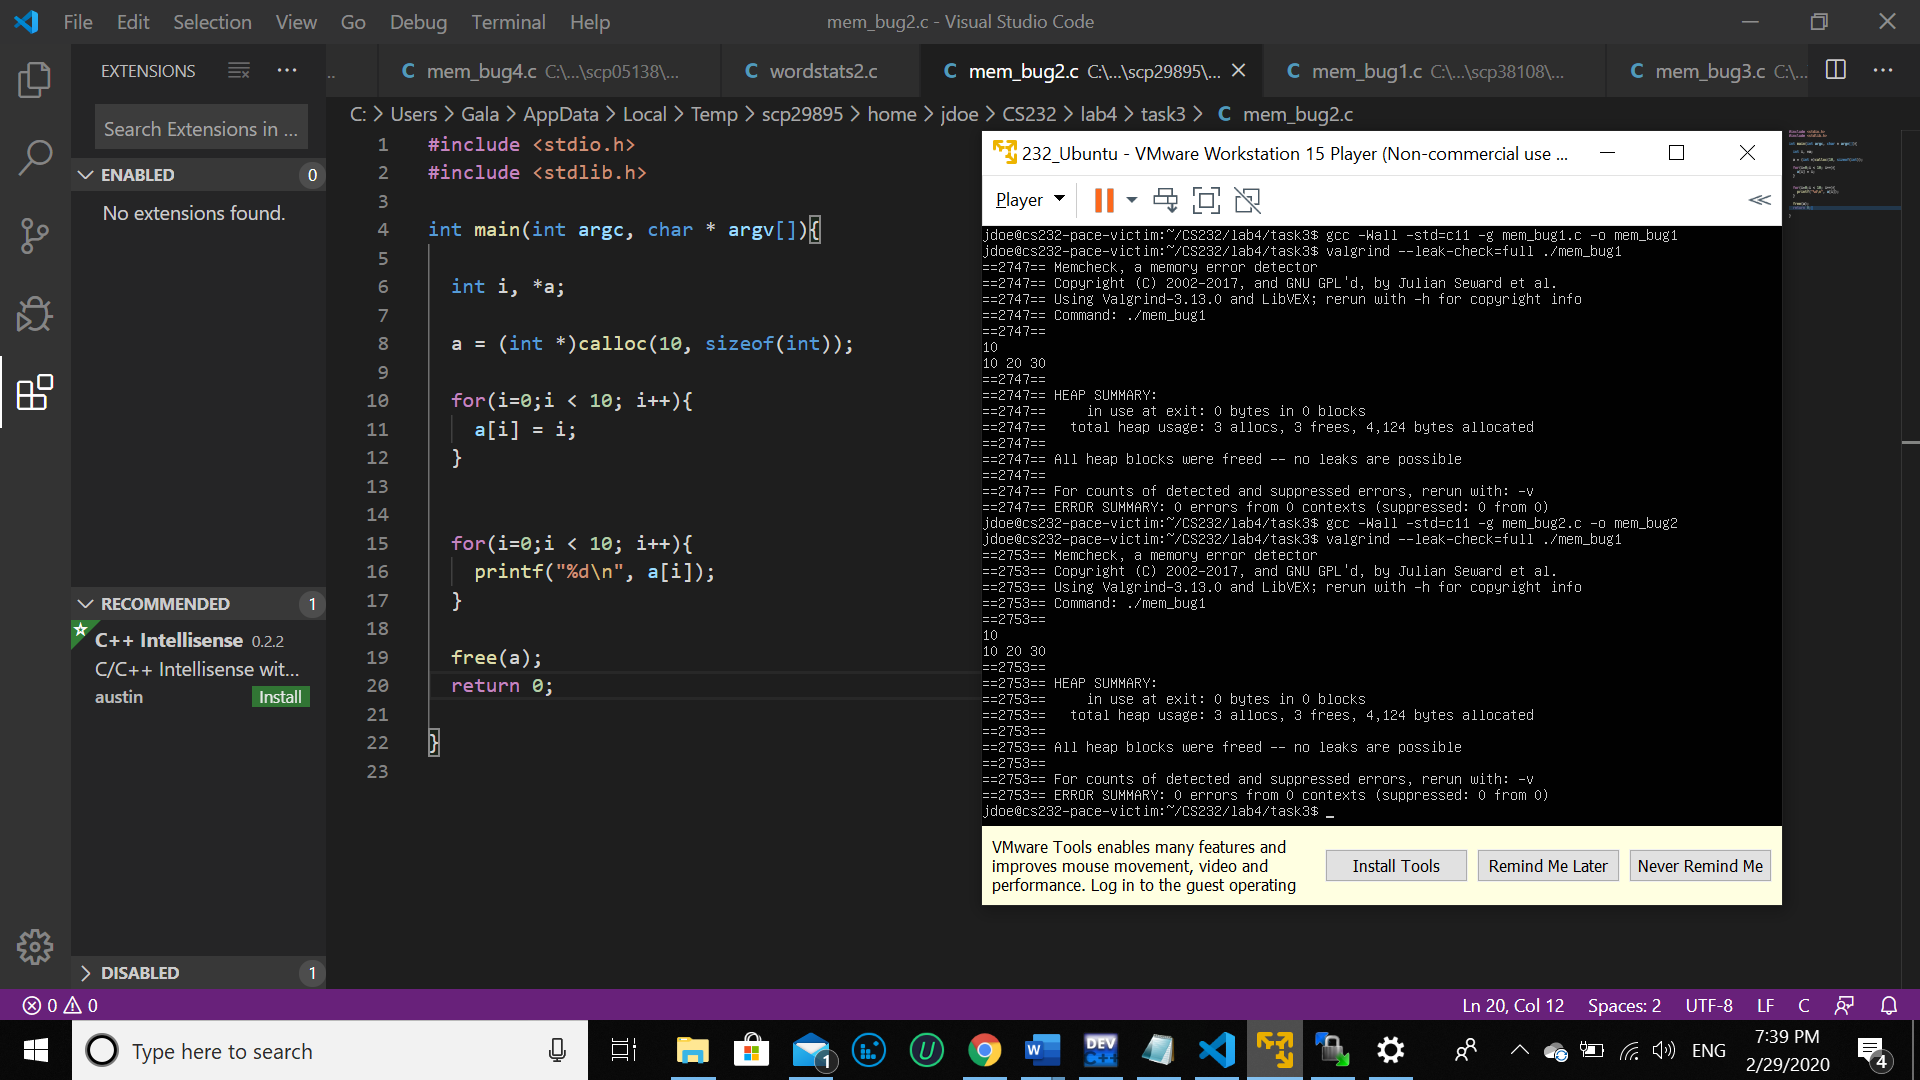 File Edit Selection View Go Debug Terminal Help
mem_bug2.c - Visual Studio Code
EXTENSIONS
Search Extensions in ...
ENABLED 0
No extensions found.
RECOMMENDED 1
C++ Intellisense 0.2.2
C/C++ Intellisense wit...
austin Install
DISABLED 1
mem_bug4.c C:\...\scp05138\... wordstats2.c mem_bug2.c C:\...\scp29895\... mem_bug1.c C:\...\scp38108\... mem_bug3.c C:\...
C: > Users > Gala > AppData > Local > Temp > scp29895 > home > jdoe > CS232 > lab4 > task3 > C mem_bug2.c
1 #include <stdio.h>
2 #include <stdlib.h>
3
4 int main(int argc, char * argv[]){
5
6 int i, *a;
7
8 a = (int *)calloc(10, sizeof(int));
9
10 for(i=0;i < 10; i++){
11 a[i] = i;
12 }
13
14
15 for(i=0;i < 10; i++){
16 printf("%d\n", a[i]);
17 }
18
19 free(a);
20 return 0;
21
22 }
23
232_Ubuntu - VMware Workstation 15 Player (Non-commercial use ...
Player
jdoe@cs232-pace-victim:~/CS232/lab4/task3$ gcc -Wall -std=c11 -g mem_bug1.c -o mem_bug1
jdoe@cs232-pace-victim:~/CS232/lab4/task3$ valgrind --leak-check=full ./mem_bug1
==2747== Memcheck, a memory error detector
==2747== Copyright (C) 2002-2017, and GNU GPL'd, by Julian Seward et al.
==2747== Using Valgrind-3.13.0 and LibVEX; rerun with -h for copyright info
==2747== Command: ./mem_bug1
==2747==
10
10 20 30
==2747==
==2747== HEAP SUMMARY:
==2747== in use at exit: 0 bytes in 0 blocks
==2747== total heap usage: 3 allocs, 3 frees, 4,124 bytes allocated
==2747==
==2747== All heap blocks were freed -- no leaks are possible
==2747==
==2747== For counts of detected and suppressed errors, rerun with: -v
==2747== ERROR SUMMARY: 0 errors from 0 contexts (suppressed: 0 from 0)
jdoe@cs232-pace-victim:~/CS232/lab4/task3$ gcc -Wall -std=c11 -g mem_bug2.c -o mem_bug2
jdoe@cs232-pace-victim:~/CS232/lab4/task3$ valgrind --leak-check=full ./mem_bug1
==2753== Memcheck, a memory error detector
==2753== Copyright (C) 2002-2017, and GNU GPL'd, by Julian Seward et al.
==2753== Using Valgrind-3.13.0 and LibVEX; rerun with -h for copyright info
==2753== Command: ./mem_bug1
==2753==
10
10 20 30
==2753==
==2753== HEAP SUMMARY:
==2753== in use at exit: 0 bytes in 0 blocks
==2753== total heap usage: 3 allocs, 3 frees, 4,124 bytes allocated
==2753==
==2753== All heap blocks were freed -- no leaks are possible
==2753==
==2753== For counts of detected and suppressed errors, rerun with: -v
==2753== ERROR SUMMARY: 0 errors from 0 contexts (suppressed: 0 from 0)
jdoe@cs232-pace-victim:~/CS232/lab4/task3$ _
VMware Tools enables many features and
improves mouse movement, video and
performance. Log in to the guest operating
Install Tools Remind Me Later Never Remind Me
0 0
Ln 20, Col 12 Spaces: 2 UTF-8 LF C
Type here to search
1
DEV
ENG
7:39 PM
2/29/2020
4